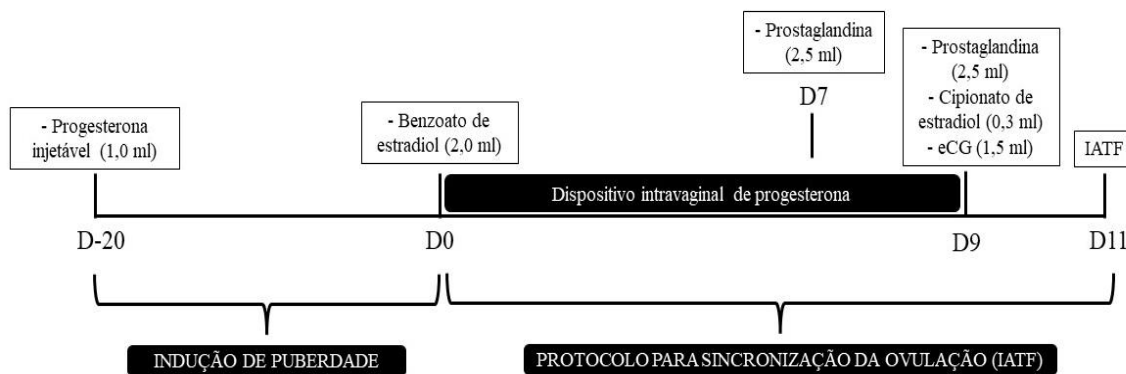 - Progesterona
injetável (1,0 ml)
- Benzoato de
estradiol (2,0 ml)
- Prostaglandina
(2,5 ml)
D7
- Prostaglandina
(2,5 ml)
- Cipionato de
estradiol (0,3 ml)
- eCG (1,5 ml)
IATF
Dispositivo intravaginal de progesterona
D-20
D0
D9
D11
INDUÇÃO DE PUBERDADE
PROTOCOLO PARA SINCRONIZAÇÃO DA OVULAÇÃO (IATF)